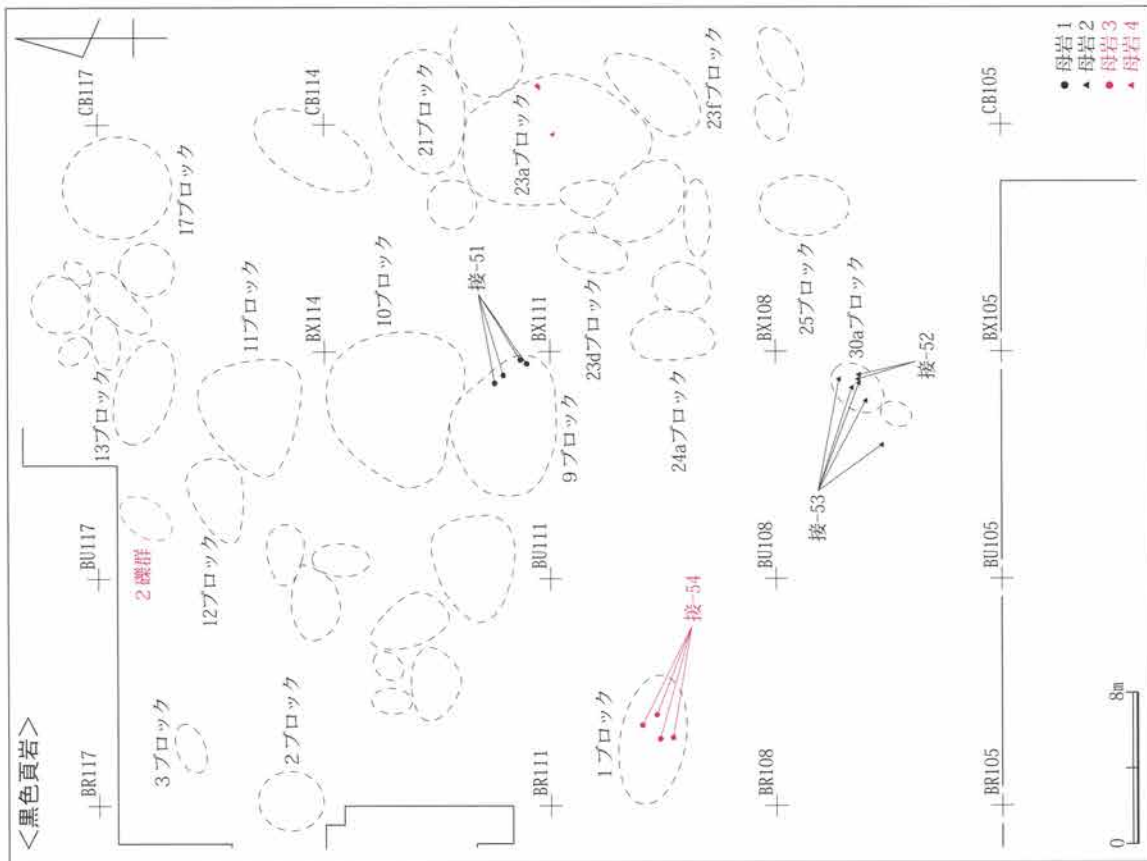 <黒色頁岩>
BR117
BU117
CB117
3ブロック
2礫群
13ブロック
17ブロック
12ブロック
11ブロック
2ブロック
BX114
CB114
10ブロック
21ブロック
接-51
23aブロック
BR111
BU111
BX111
9ブロック
23dブロック
23fブロック
1ブロック
接-54
24aブロック
BR108
BU108
BX108
25ブロック
30aブロック
接-53
接-52
BR105
BU105
BX105
CB105
0 8m
● 母岩1
▲ 母岩2
● 母岩3
▲ 母岩4